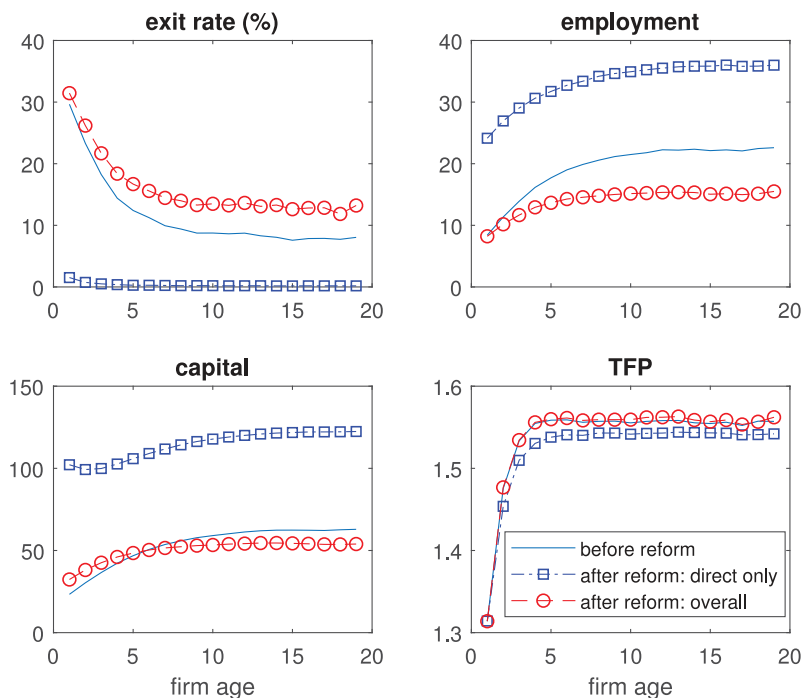 exit rate (%)
40
30
20
10
0
0 5 10 15 20
employment
40
30
20
10
0
0 5 10 15 20
capital
150
100
50
0
0 5 10 15 20
firm age
TFP
1.6
1.5
1.4
1.3
0 5 10 15 20
firm age
before reform
after reform: direct only
after reform: overall